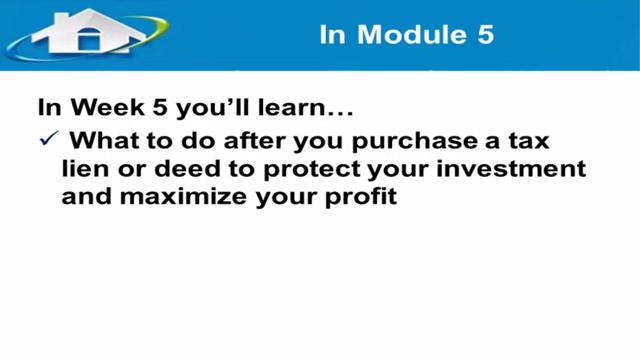 In Module 5
In Week 5 you'll learn…
✓ What to do after you purchase a tax
lien or deed to protect your investment
and maximize your profit